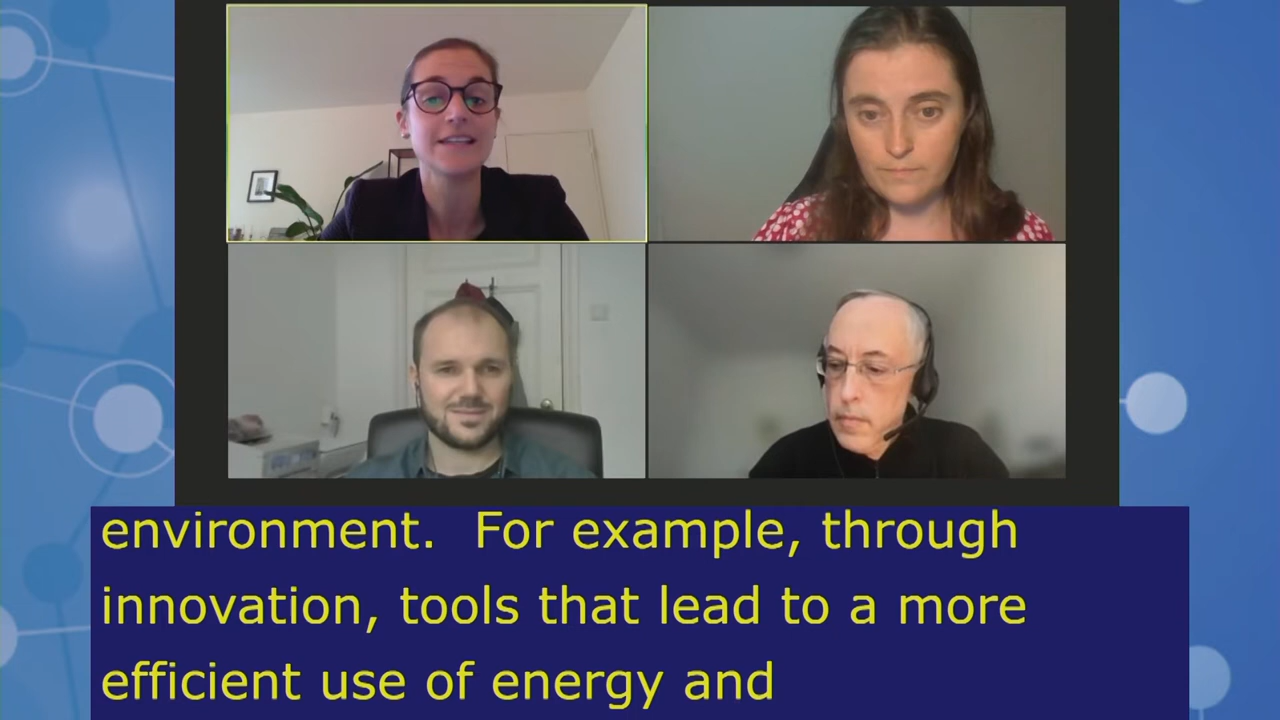 environment.  For example, through
innovation, tools that lead to a more
efficient use of energy and